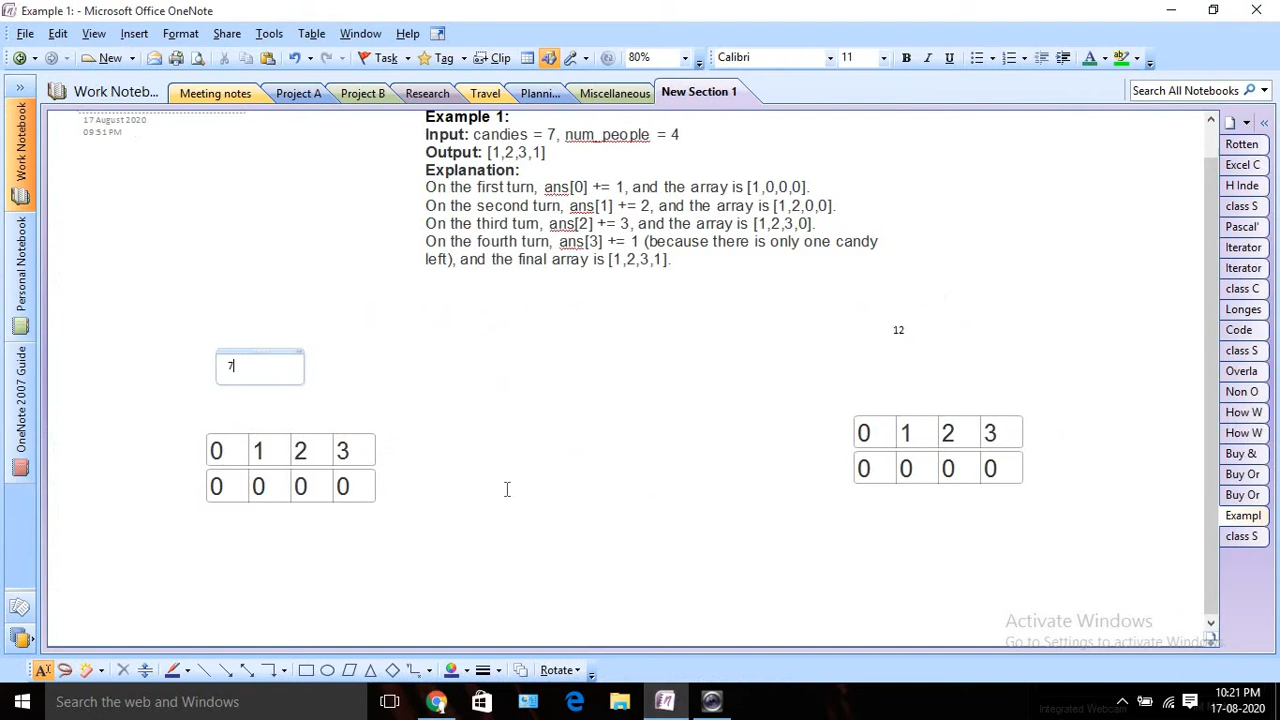 Example 1: - Microsoft Office OneNote
File Edit View Insert Format Share Tools Table Window Help
New Task Tag Clip 80% Calibri 11 B I U A ab
Work Noteb... Meeting notes Project A Project B Research Travel Planni... Miscellaneous New Section 1 Search All Notebooks
Work Notebook
Personal Notebook
OneNote 2007 Guide
17 August 2020
09:51 PM
Example 1:
Input: candies = 7, num_people = 4
Output: [1,2,3,1]
Explanation:
On the first turn, ans[0] += 1, and the array is [1,0,0,0].
On the second turn, ans[1] += 2, and the array is [1,2,0,0].
On the third turn, ans[2] += 3, and the array is [1,2,3,0].
On the fourth turn, ans[3] += 1 (because there is only one candy
left), and the final array is [1,2,3,1].
7
0 1 2 3
0 0 0 0
12
0 1 2 3
0 0 0 0
Rotten
Excel C
H Inde
class S
Pascal'
Iterator
Iterator
class C
Longes
Code
class S
Overla
Non O
How W
How W
Buy &
Buy Or
Buy Or
Exampl
class S
Activate Windows
Go to Settings to activate Windows.
A Rotate
Search the web and Windows
Integrated Webcam
10:21 PM
17-08-2020